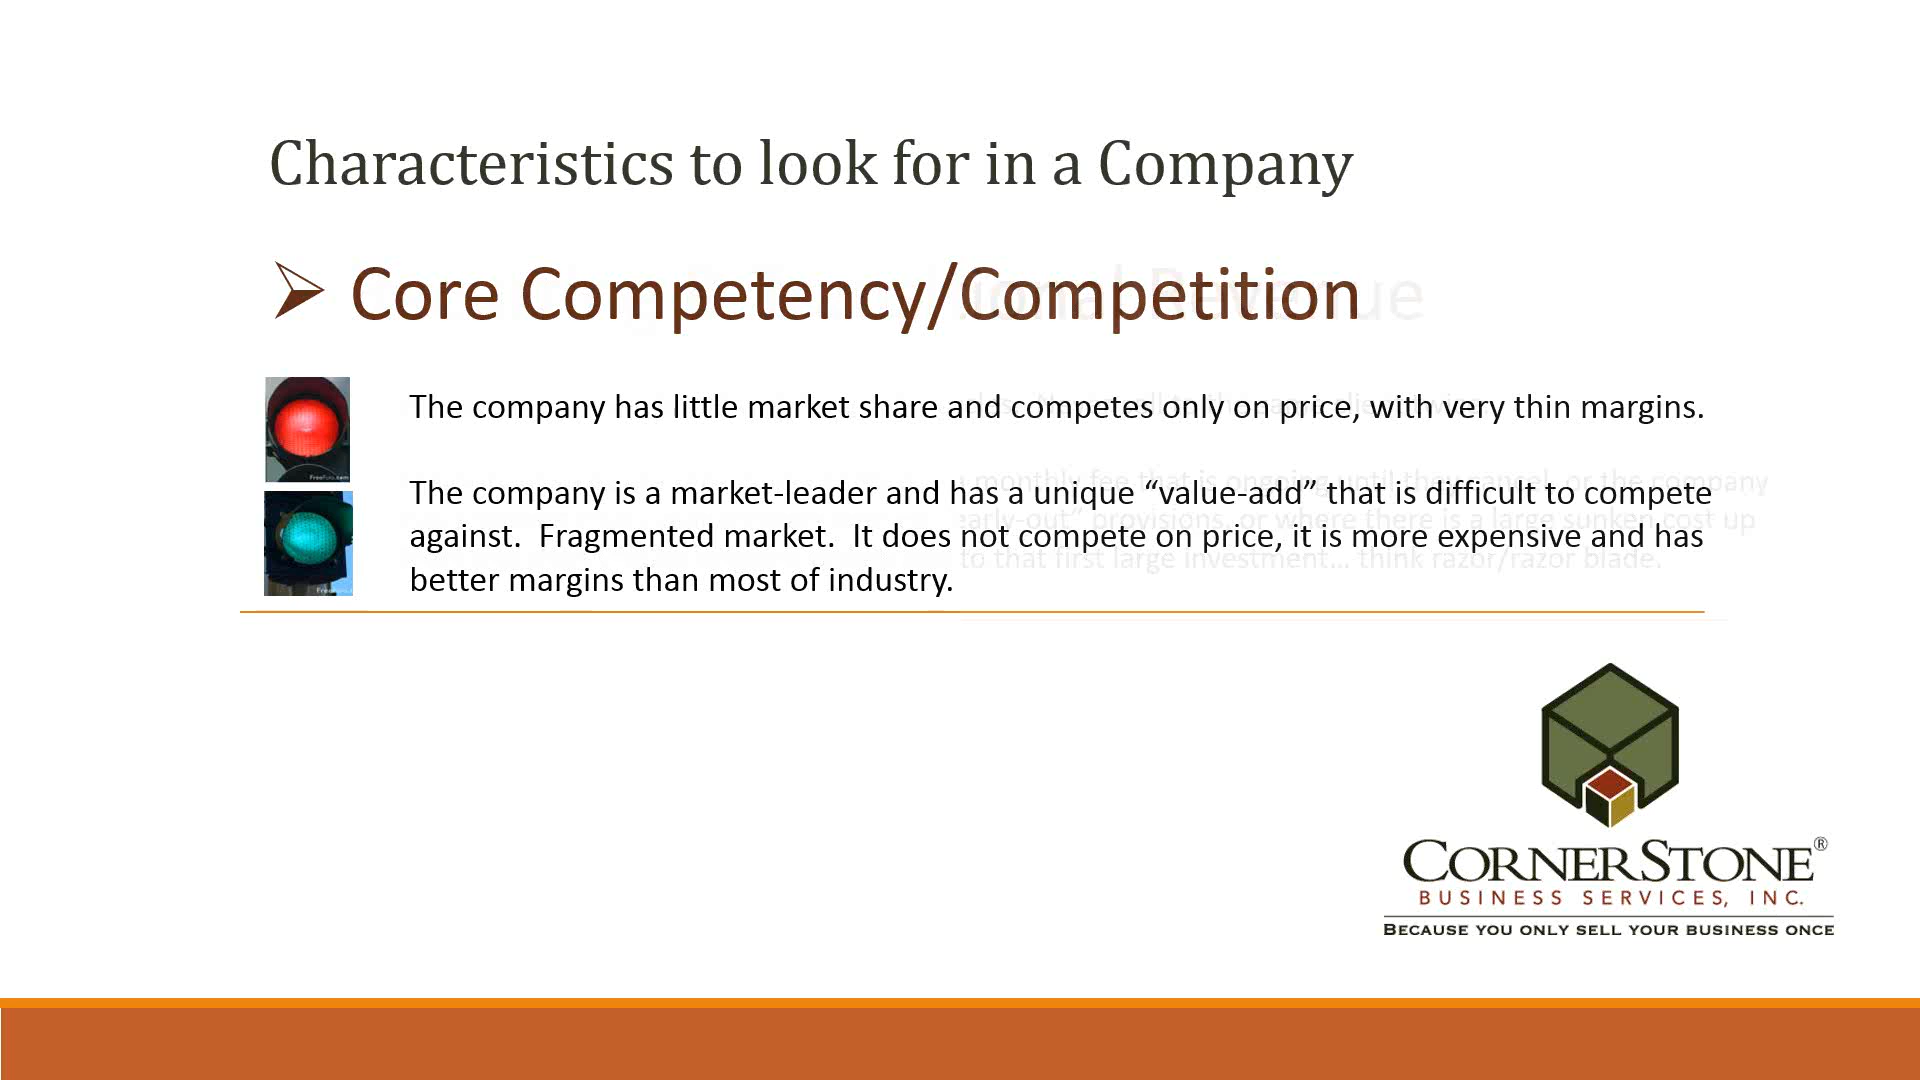 Characteristics to look for in a Company
Core Competency/Competition
The company has little market share and competes only on price, with very thin margins.
The company is a market-leader and has a unique “value-add” that is difficult to compete
against.  Fragmented market.  It does not compete on price, it is more expensive and has
better margins than most of industry.
CORNERSTONE®
BUSINESS SERVICES, INC.
BECAUSE YOU ONLY SELL YOUR BUSINESS ONCE